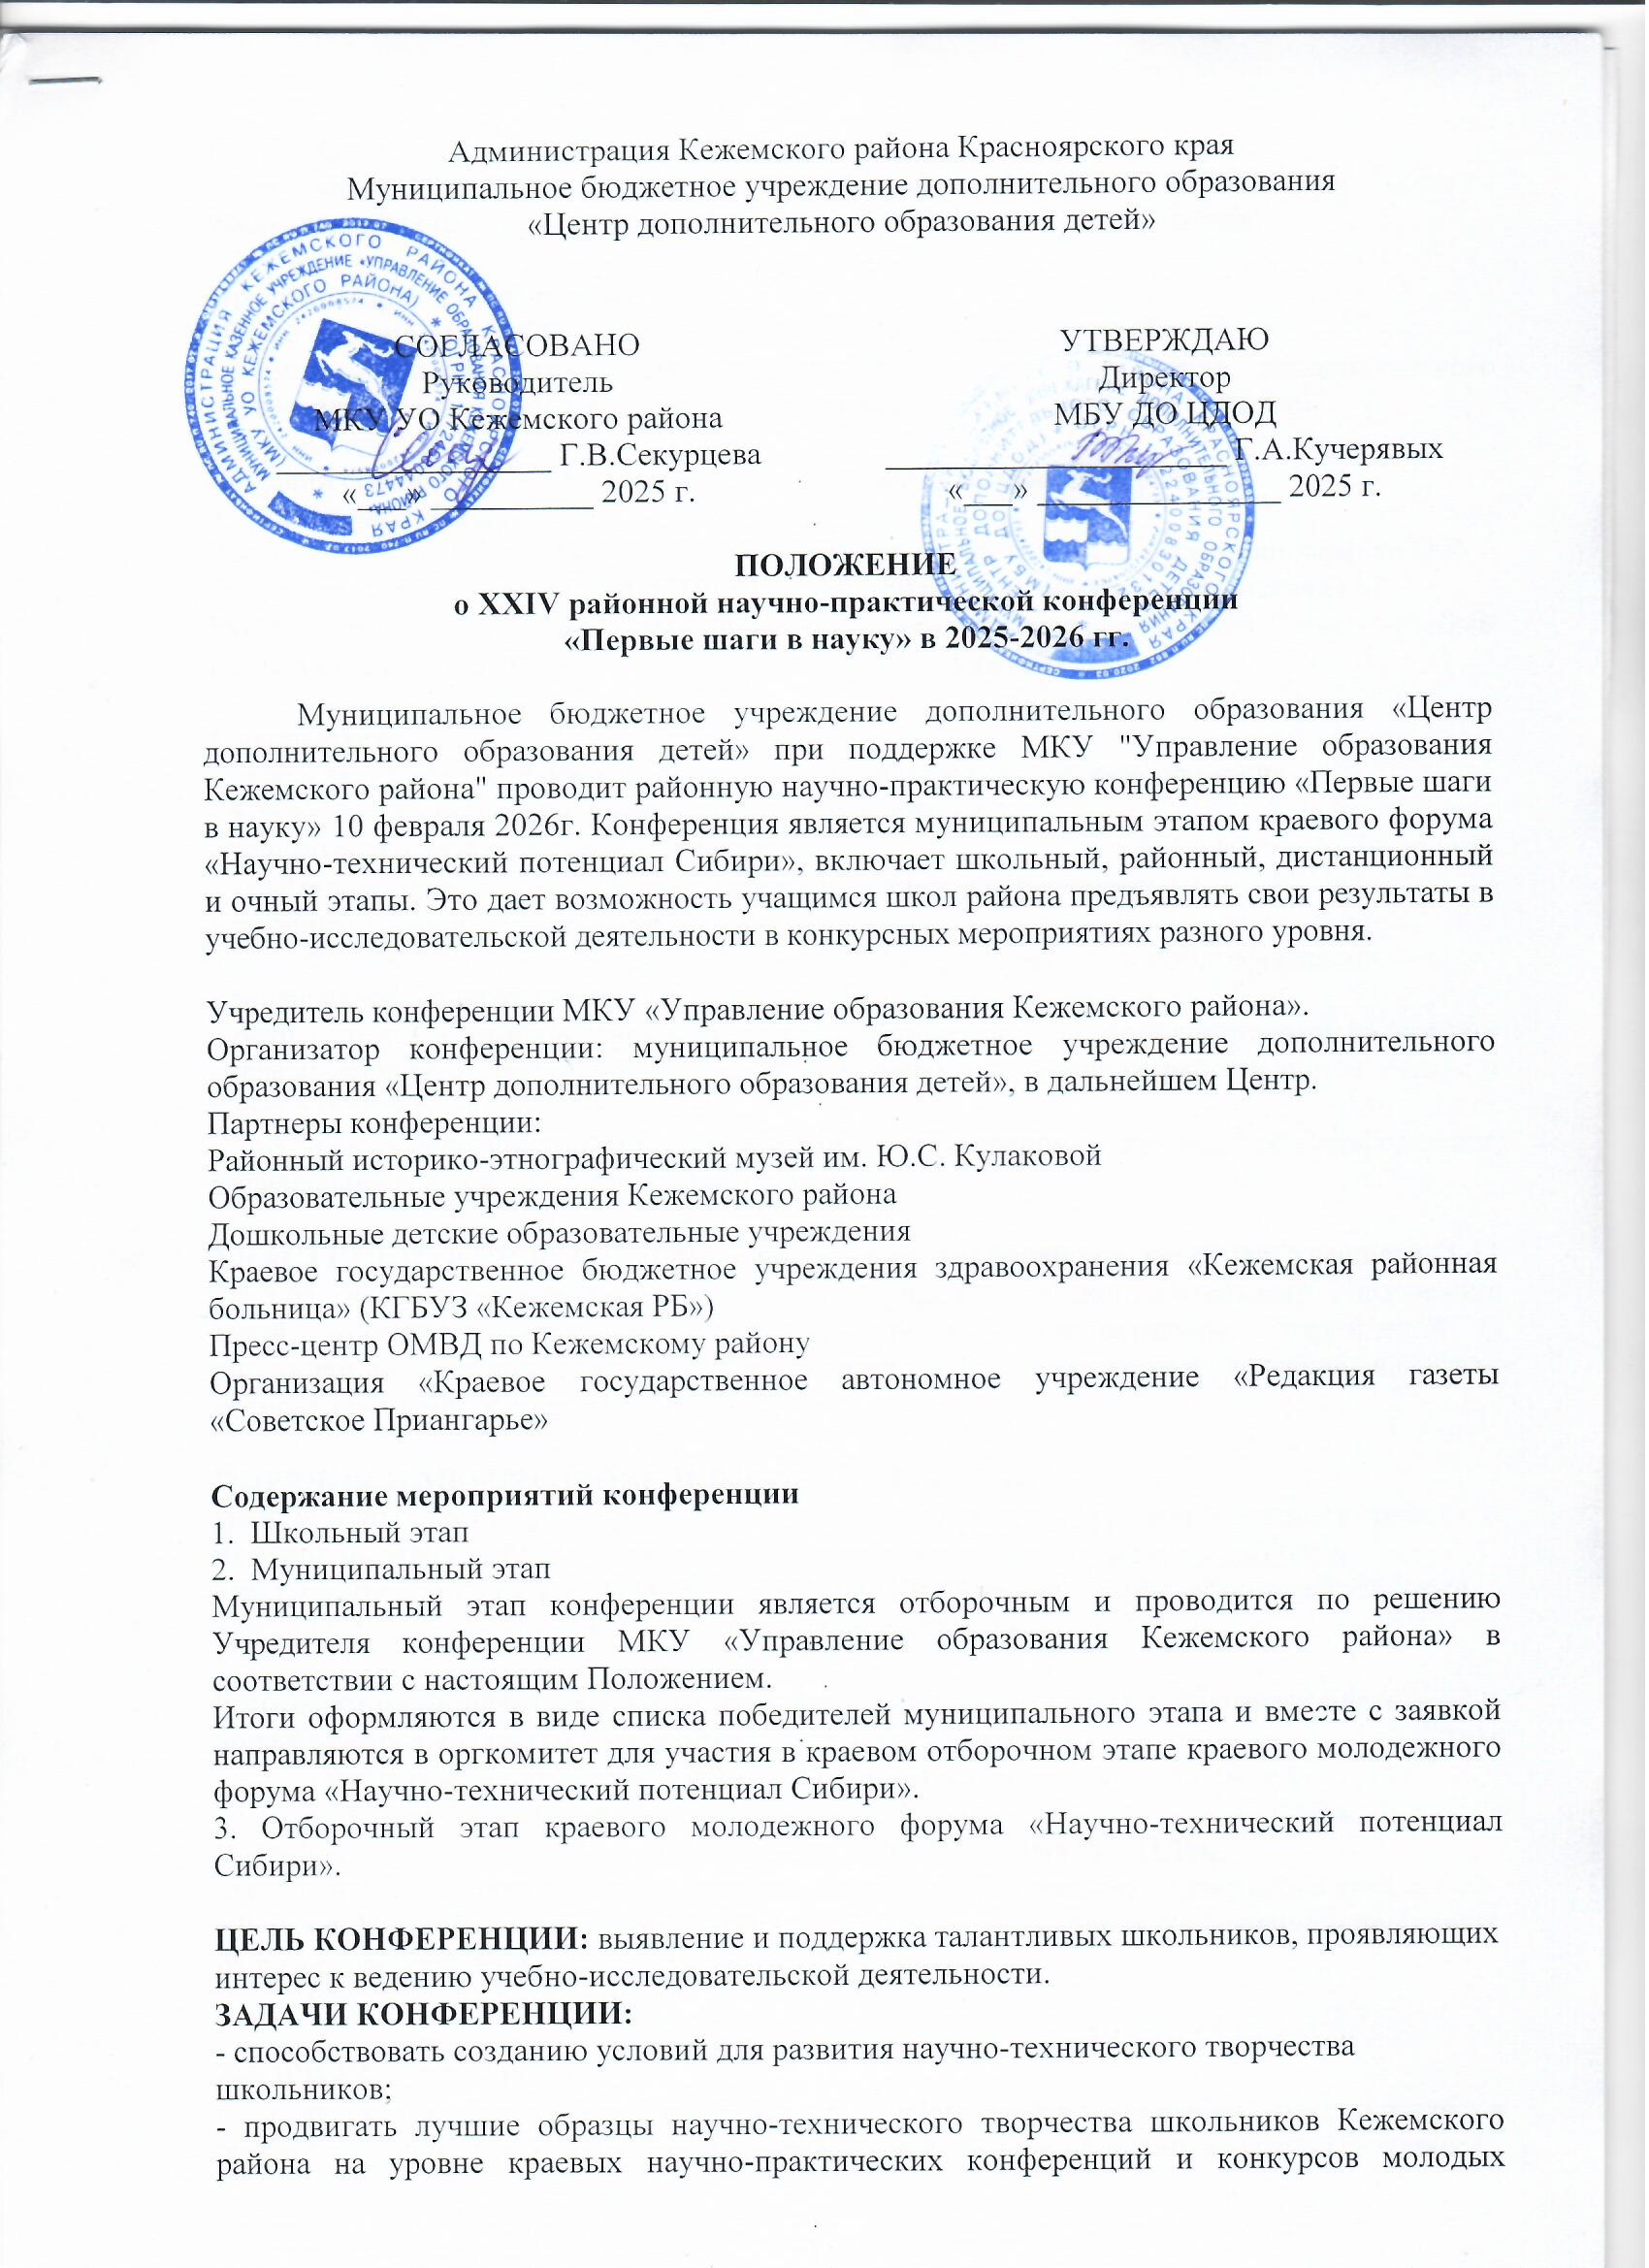 Администрация Кежемского района Красноярского края
Муниципальное бюджетное учреждение дополнительного образования
«Центр дополнительного образования детей»
СОГЛАСОВАНО
Руководитель
МКУ УО Кежемского района
_________________ Г.В.Секурцева
«___» __________ 2025 г.
УТВЕРЖДАЮ
Директор
МБУ ДО ЦДОД
_____________________ Г.А.Кучерявых
«___» _______________ 2025 г.
ПОЛОЖЕНИЕ
о XXIV районной научно-практической конференции
«Первые шаги в науку» в 2025-2026 гг.
Муниципальное бюджетное учреждение дополнительного образования «Центр
дополнительного образования детей» при поддержке МКУ "Управление образования
Кежемского района" проводит районную научно-практическую конференцию «Первые шаги
в науку» 10 февраля 2026г. Конференция является муниципальным этапом краевого форума
«Научно-технический потенциал Сибири», включает школьный, районный, дистанционный
и очный этапы. Это дает возможность учащимся школ района предъявлять свои результаты в
учебно-исследовательской деятельности в конкурсных мероприятиях разного уровня.
Учредитель конференции МКУ «Управление образования Кежемского района».
Организатор конференции: муниципальное бюджетное учреждение дополнительного
образования «Центр дополнительного образования детей», в дальнейшем Центр.
Партнеры конференции:
Районный историко-этнографический музей им. Ю.С. Кулаковой
Образовательные учреждения Кежемского района
Дошкольные детские образовательные учреждения
Краевое государственное бюджетное учреждения здравоохранения «Кежемская районная
больница» (КГБУЗ «Кежемская РБ»)
Пресс-центр ОМВД по Кежемскому району
Организация «Краевое государственное автономное учреждение «Редакция газеты
«Советское Приангарье»
Содержание мероприятий конференции
1. Школьный этап
2. Муниципальный этап
Муниципальный этап конференции является отборочным и проводится по решению
Учредителя конференции МКУ «Управление образования Кежемского района» в
соответствии с настоящим Положением.
Итоги оформляются в виде списка победителей муниципального этапа и вместе с заявкой
направляются в оргкомитет для участия в краевом отборочном этапе краевого молодежного
форума «Научно-технический потенциал Сибири».
3. Отборочный этап краевого молодежного форума «Научно-технический потенциал
Сибири».
ЦЕЛЬ КОНФЕРЕНЦИИ: выявление и поддержка талантливых школьников, проявляющих
интерес к ведению учебно-исследовательской деятельности.
ЗАДАЧИ КОНФЕРЕНЦИИ:
- способствовать созданию условий для развития научно-технического творчества
школьников;
- продвигать лучшие образцы научно-технического творчества школьников Кежемского
района на уровне краевых научно-практических конференций и конкурсов молодых